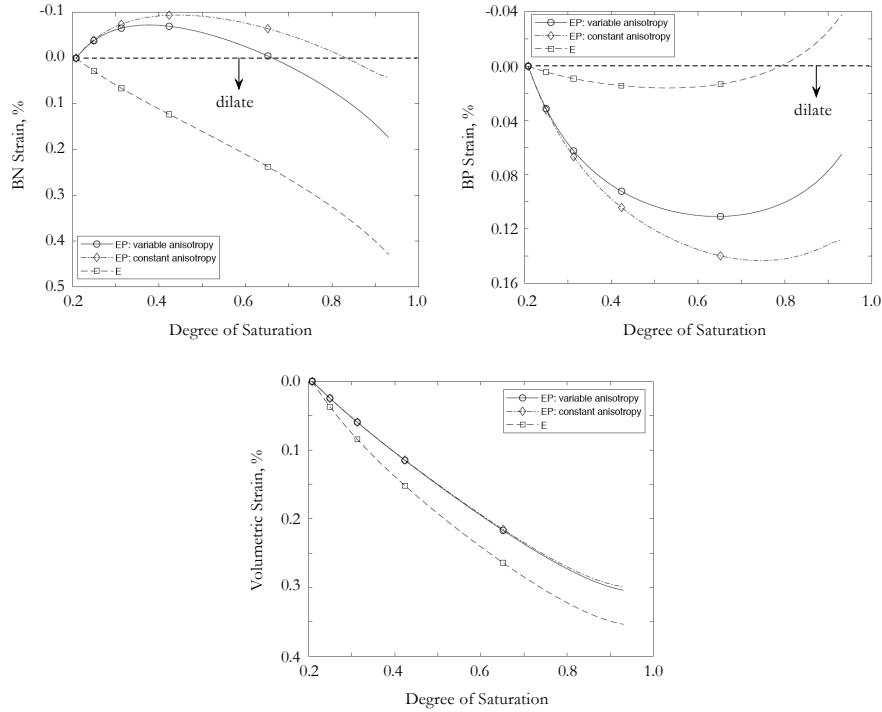 -0.1
0.0
0.1
0.2
0.3
0.4
0.5
BN Strain, %
dilate
EP: variable anisotropy
EP: constant anisotropy
E
0.2 0.4 0.6 0.8 1.0
Degree of Saturation
-0.04
0.00
0.04
0.08
0.12
0.16
BP Strain, %
EP: variable anisotropy
EP: constant anisotropy
E
dilate
0.2 0.4 0.6 0.8 1.0
Degree of Saturation
0.0
0.1
0.2
0.3
0.4
Volumetric Strain, %
EP: variable anisotropy
EP: constant anisotropy
E
0.2 0.4 0.6 0.8 1.0
Degree of Saturation